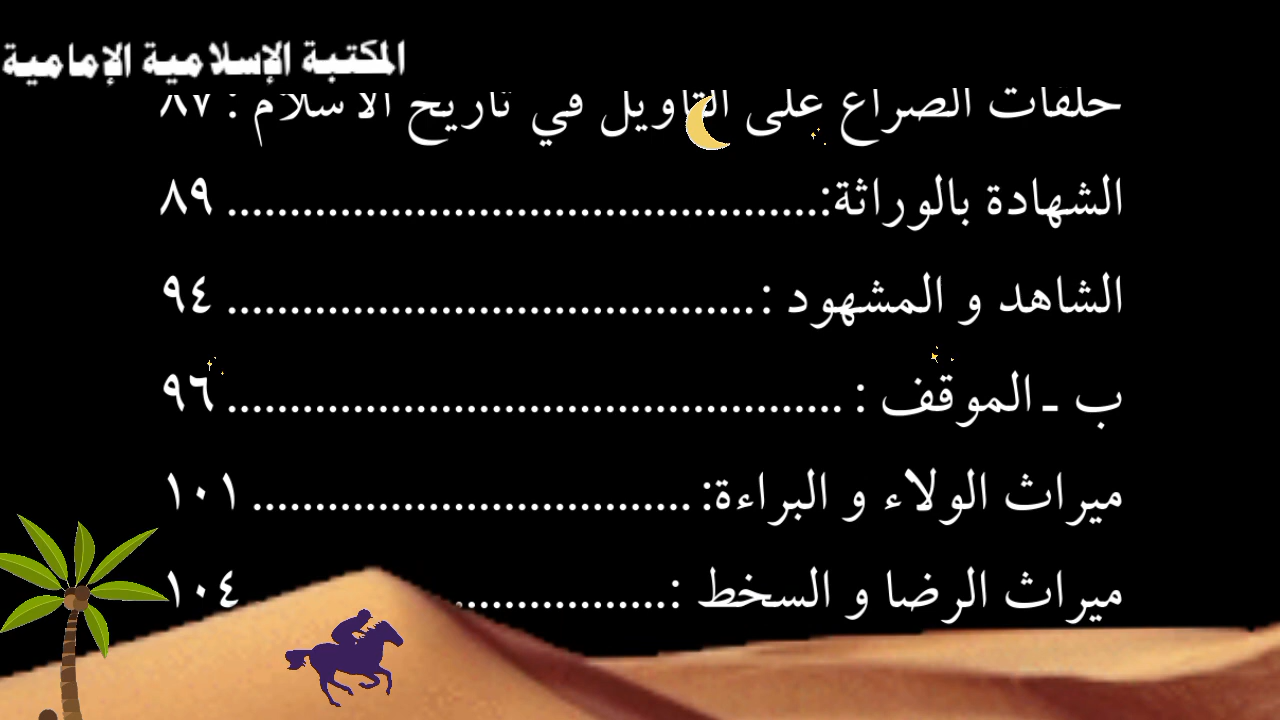 المكتبة الإسلامية الإمامية
حلقات الصراع على التاويل في تاريخ الاسلام : ٨٧
الشهادة بالوراثة:................................................ ٨٩
الشاهد و المشهود :........................................... ٩٤
ب ـ الموقف : .................................................. ٩٦
ميراث الولاء و البراءة:................................... ١٠١
ميراث الرضا و السخط :................. ١٠٤